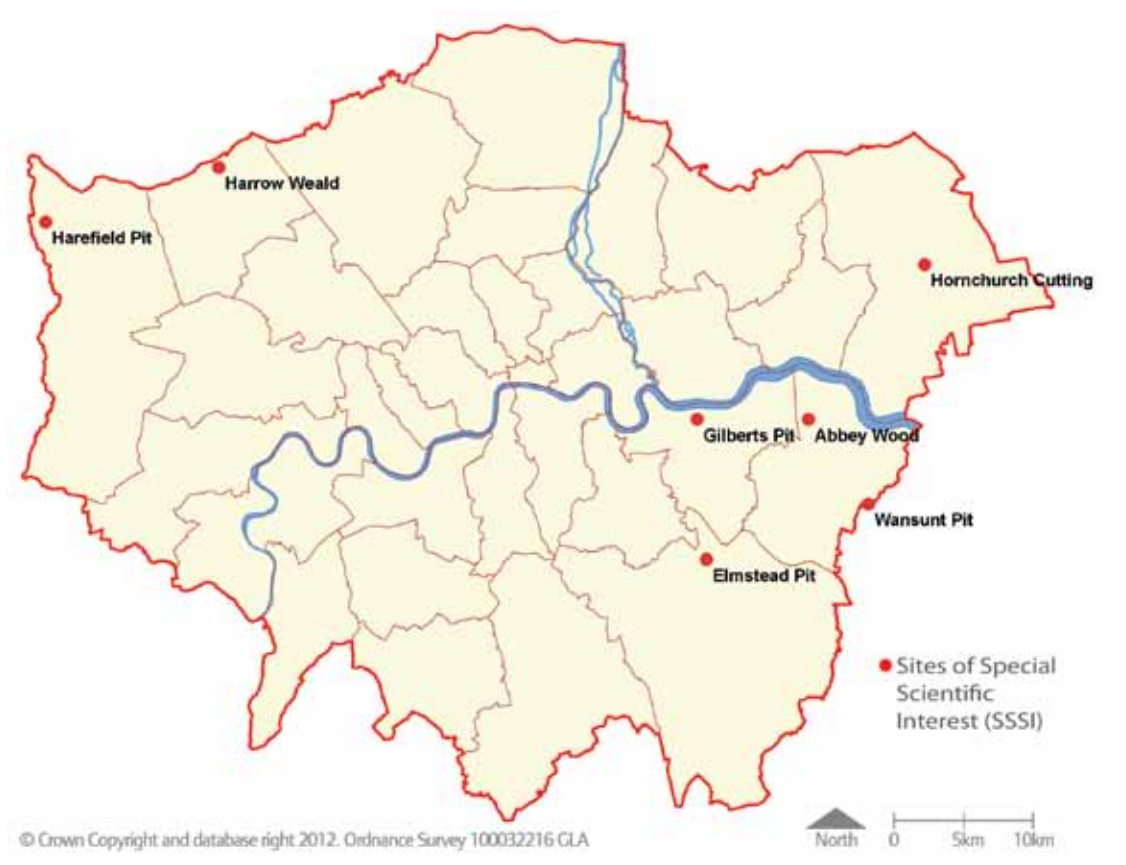 Harrow Weald
Harefield Pit
Hornchurch Cutting
Gilberts Pit
Abbey Wood
Wansunt Pit
Elmstead Pit
Sites of Special
Scientific
Interest (SSSI)
© Crown Copyright and database right 2012. Ordnance Survey 100032216 GLA
North
0 5km 10km